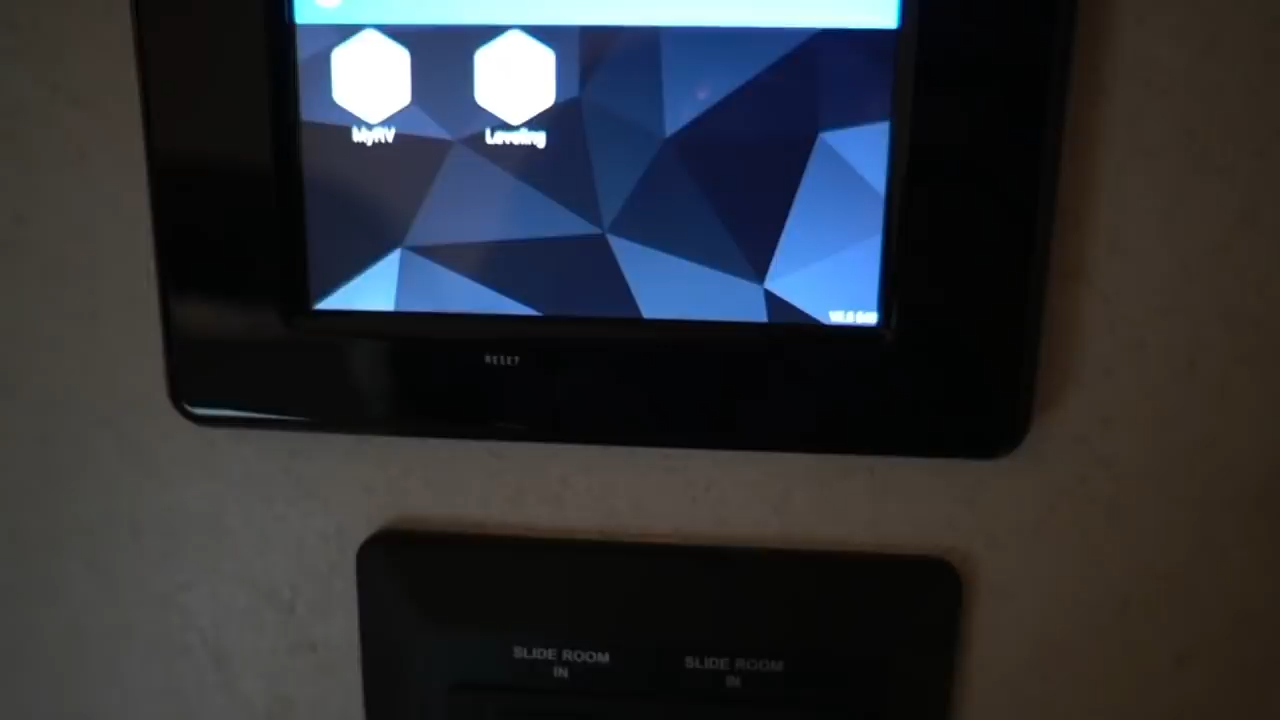 MyRV
Leveling
RESET
SLIDE ROOM
IN
SLIDE ROOM
IN